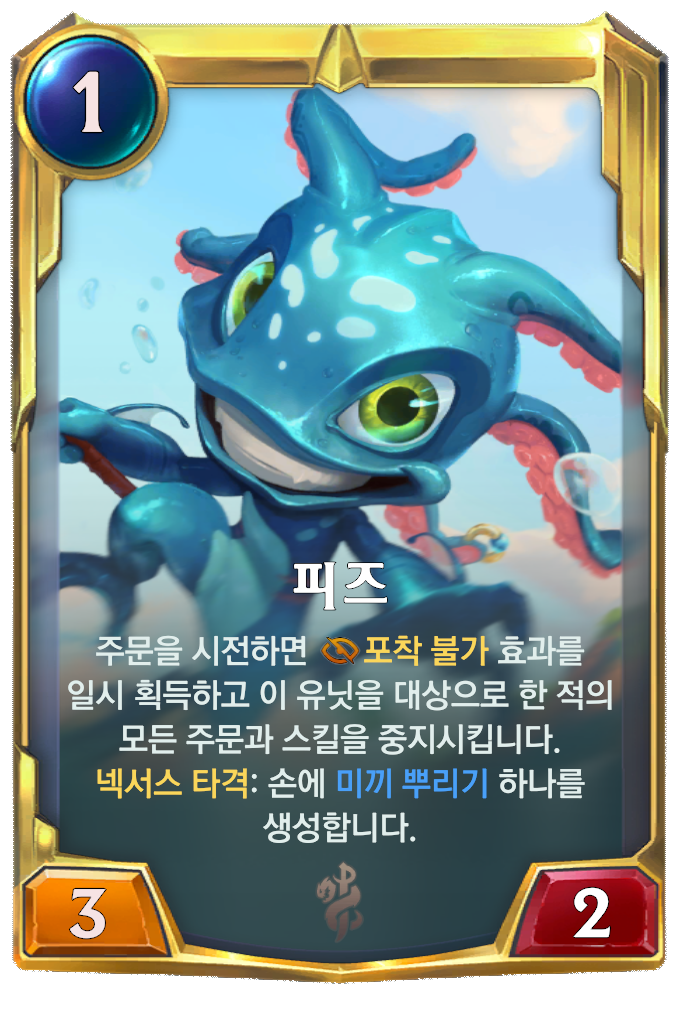 1
피즈
주문을 시전하면 포착 불가 효과를
일시 획득하고 이 유닛을 대상으로 한 적의
모든 주문과 스킬을 중지시킵니다.
넥서스 타격: 손에 미끼 뿌리기 하나를
생성합니다.
3
2